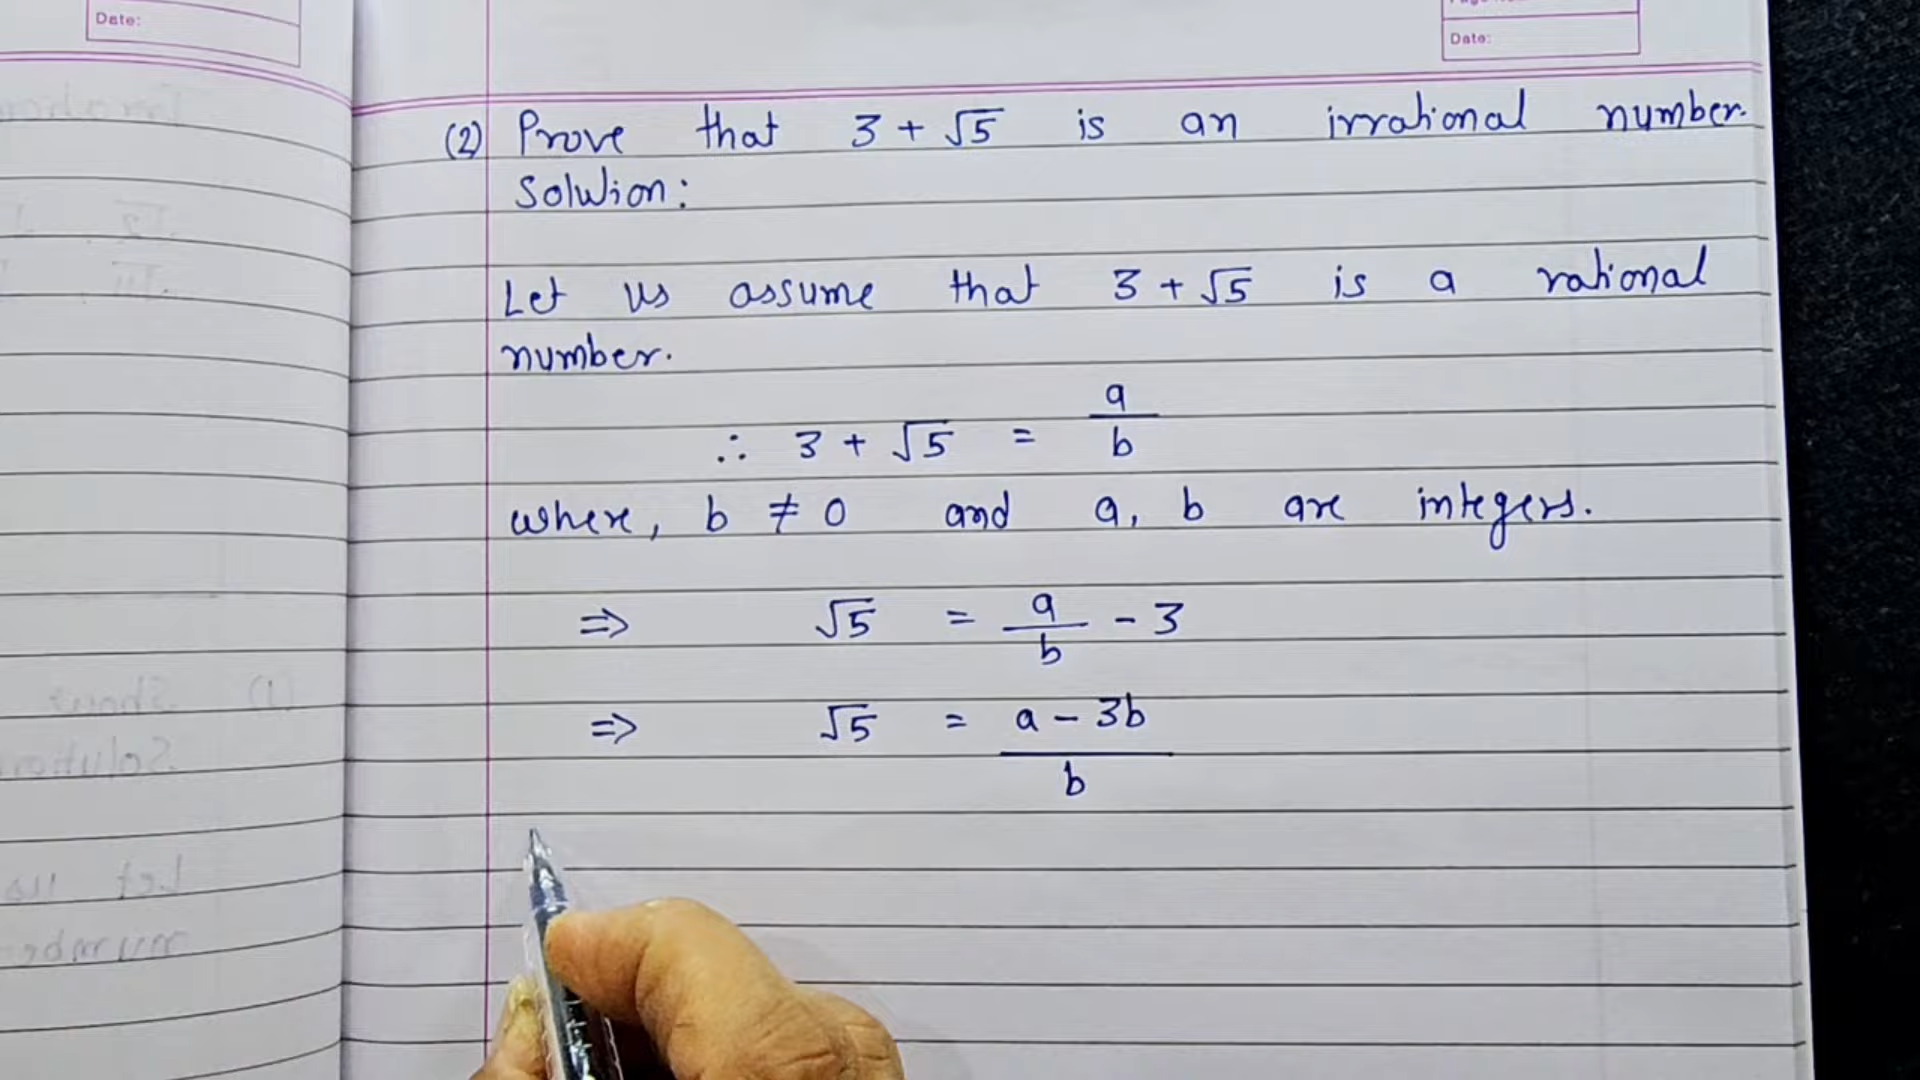 Date:
Date:
(2) Prove that 3 + √5 is an irrational number.
Solution:
Let us assume that 3 + √5 is a rational
number.
∴ 3 + √5 = a/b
where, b ≠ 0 and a, b are integers.
⇒ √5 = a/b - 3
⇒ √5 = (a - 3b)/b